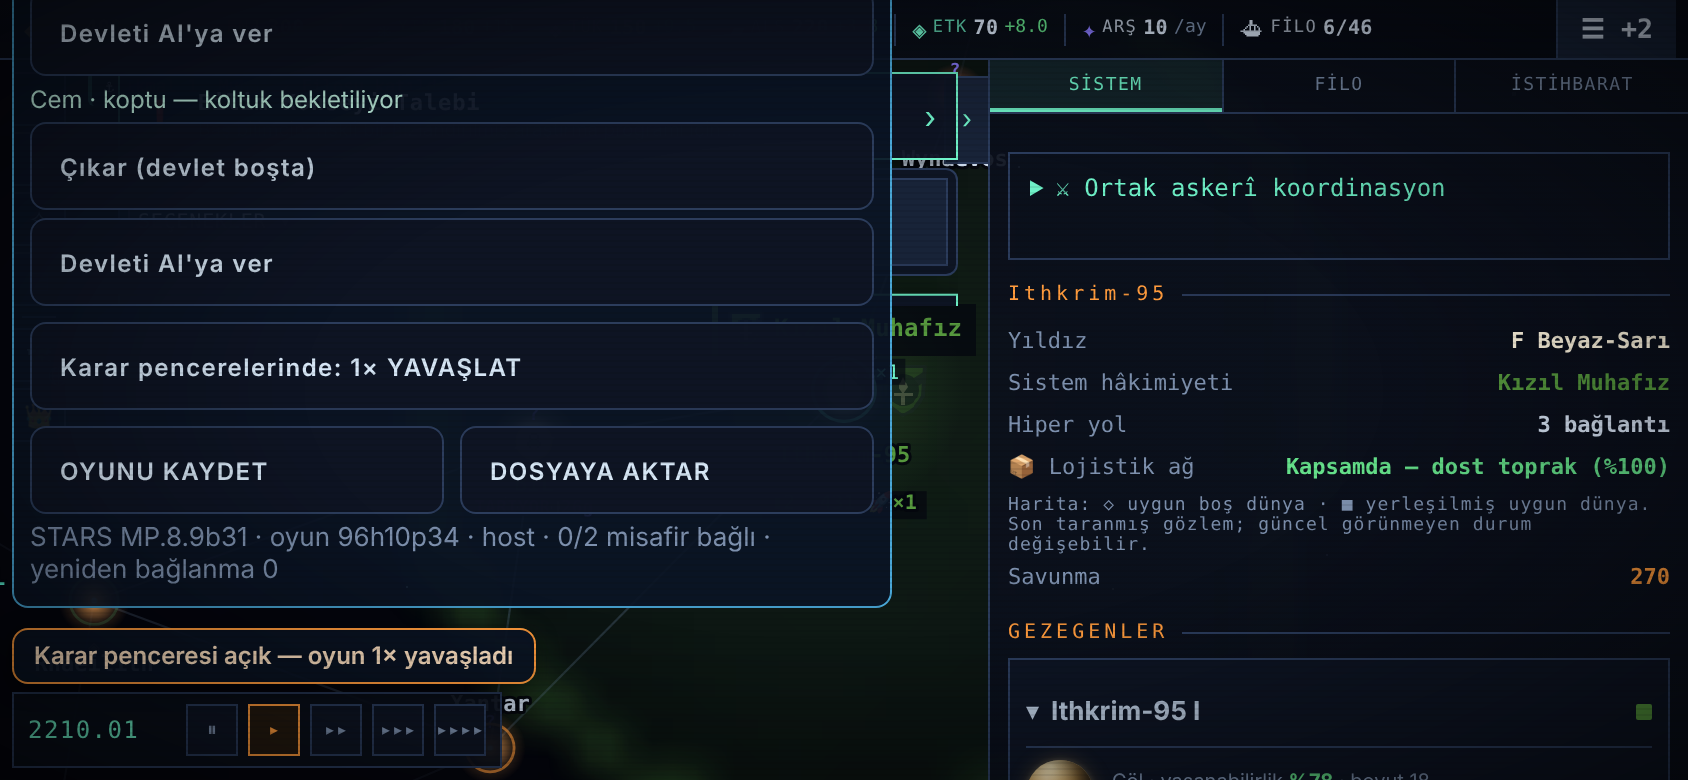 Devleti AI'ya ver
Cem · koptu — koltuk bekletiliyor
Çıkar (devlet boşta)
Devleti AI'ya ver
Karar pencerelerinde: 1× YAVAŞLAT
OYUNU KAYDET
DOSYAYA AKTAR
STARS MP.8.9b31 · oyun 96h10p34 · host · 0/2 misafir bağlı ·
yeniden bağlanma 0
Karar penceresi açık — oyun 1× yavaşladı
2210.01
ETK 70 +8.0
ARŞ 10 /ay
FİLO 6/46
☰ +2
SİSTEM
FİLO
İSTİHBARAT
▶ ⚔ Ortak askerî koordinasyon
Ithkrim-95
Yıldız F Beyaz-Sarı
Sistem hâkimiyeti Kızıl Muhafız
Hiper yol 3 bağlantı
📦 Lojistik ağ Kapsamda — dost toprak (%100)
Harita: ◇ uygun boş dünya · ■ yerleşilmiş uygun dünya.
Son taranmış gözlem; güncel görünmeyen durum
değişebilir.
Savunma 270
GEZEGENLER
▼ Ithkrim-95 I
×1